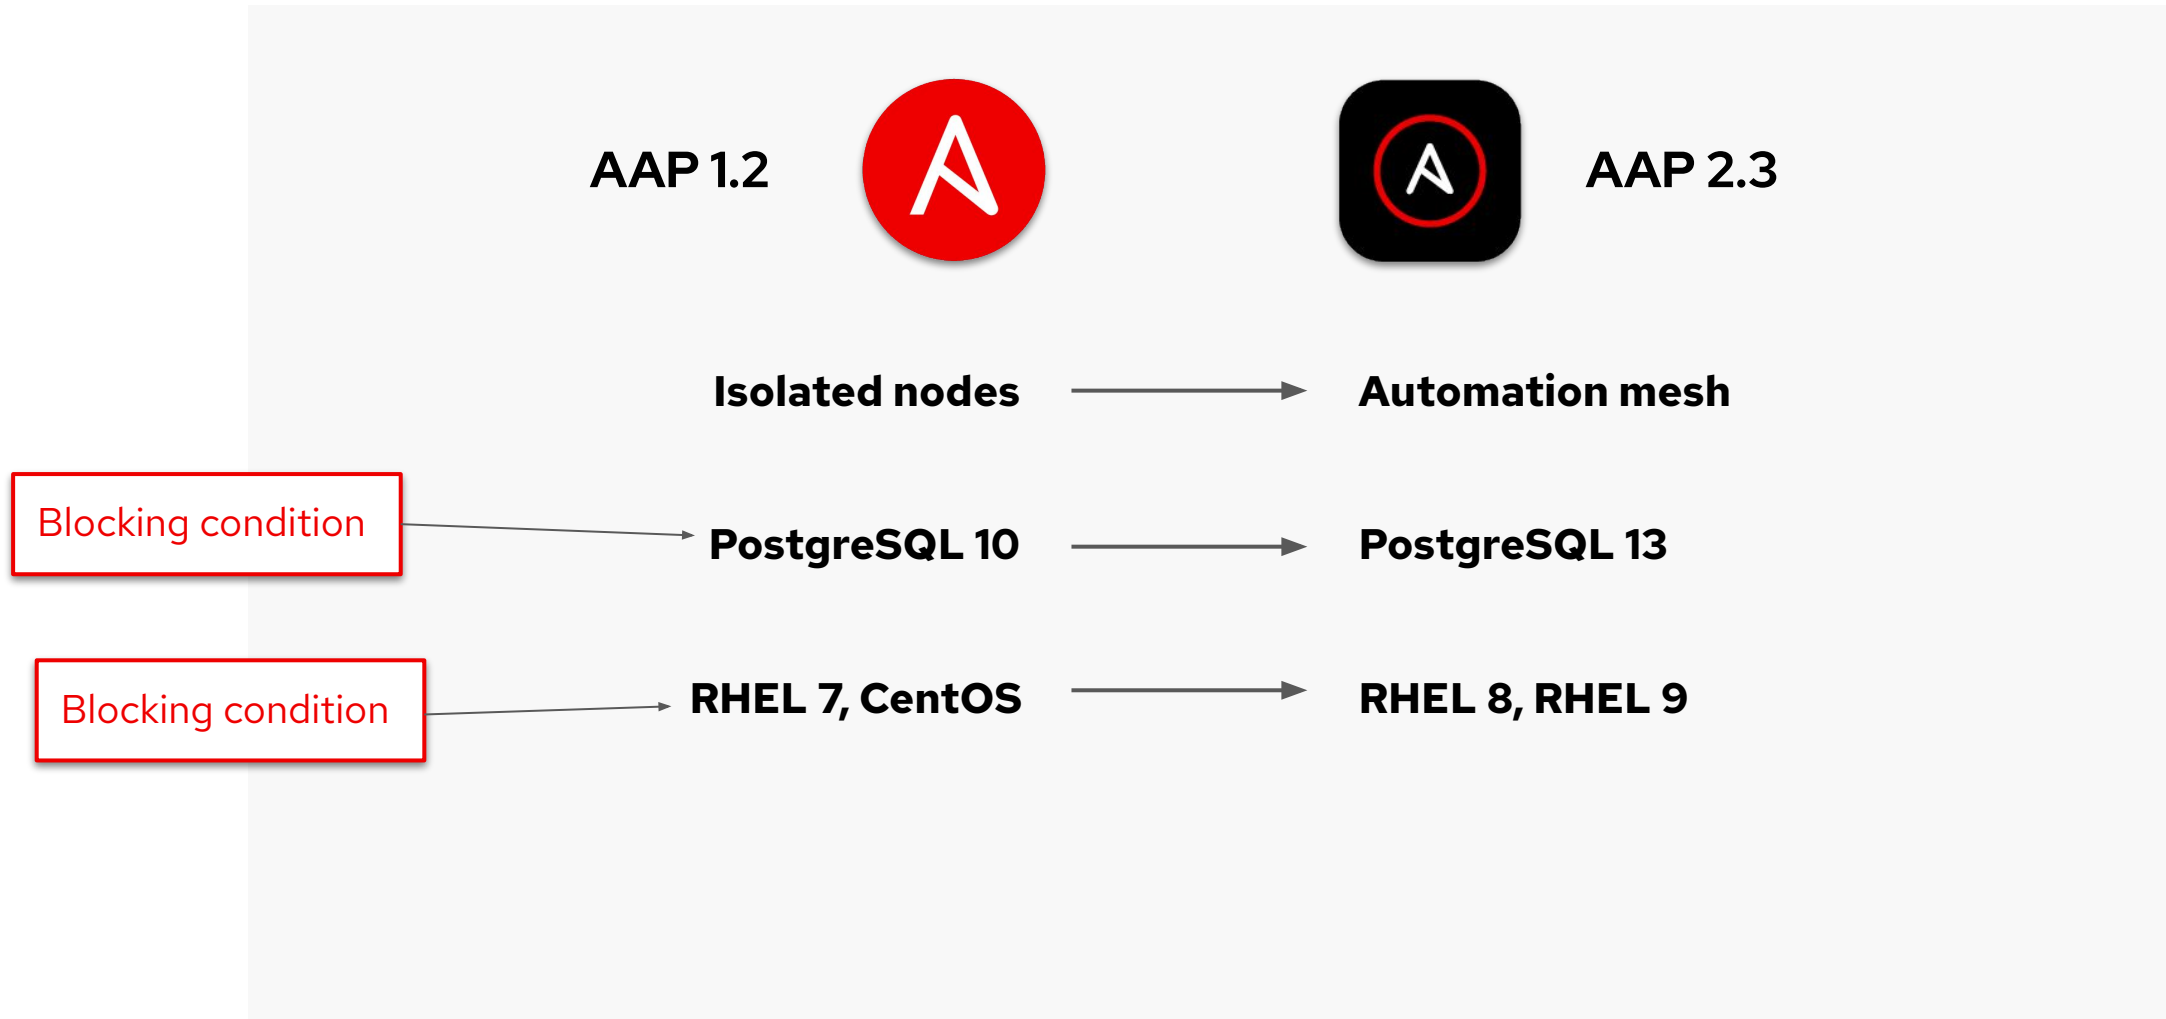 AAP 1.2
AAP 2.3
Isolated nodes
Automation mesh
Blocking condition
PostgreSQL 10
PostgreSQL 13
Blocking condition
RHEL 7, CentOS
RHEL 8, RHEL 9